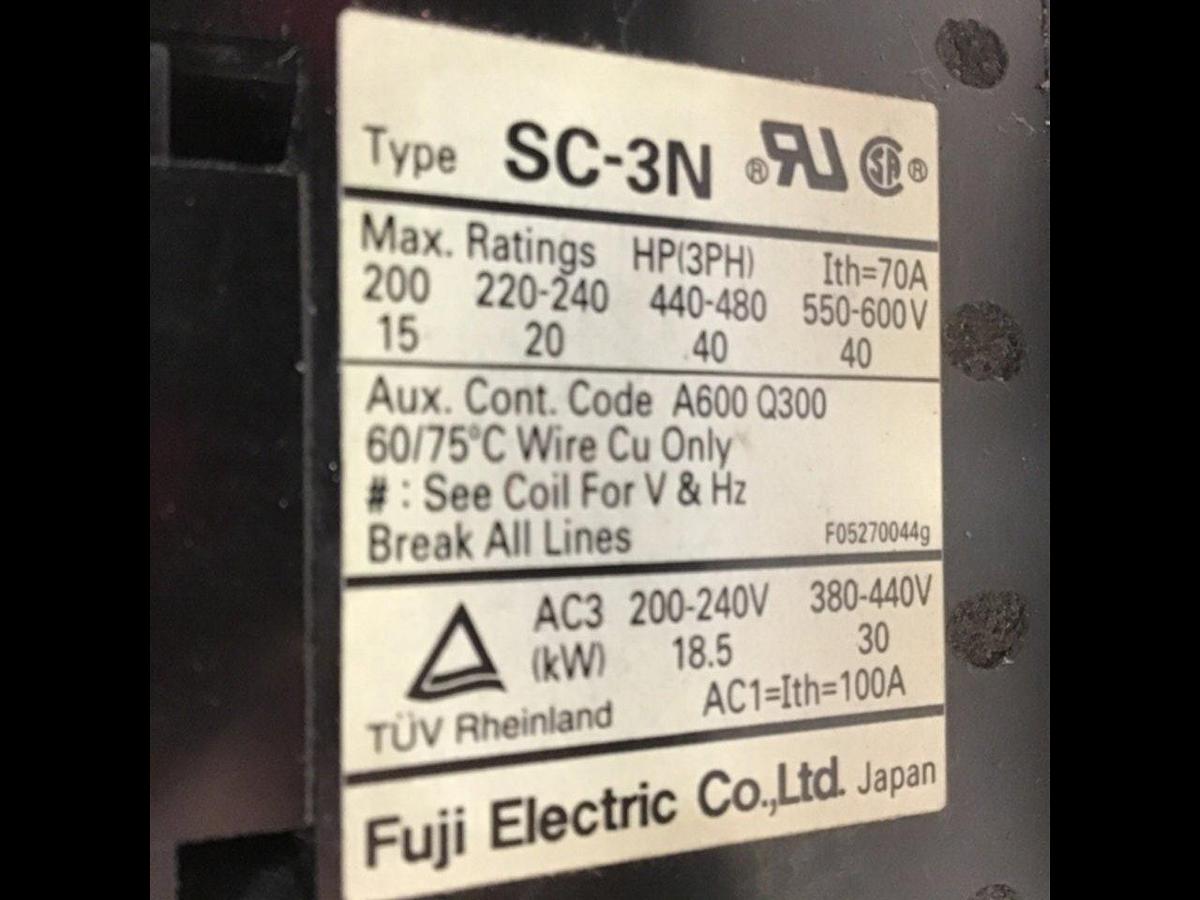 Type SC-3N ® RU SA ®
Max. Ratings HP(3PH) Ith=70A
200 220-240 440-480 550-600V
15 20 40 40
Aux. Cont. Code A600 Q300
60/75°C Wire Cu Only
# : See Coil For V & Hz
Break All Lines F05270044g
AC3 200-240V 380-440V
(kW) 18.5 30
AC1=Ith=100A
TÜV Rheinland
Fuji Electric Co.,Ltd. Japan